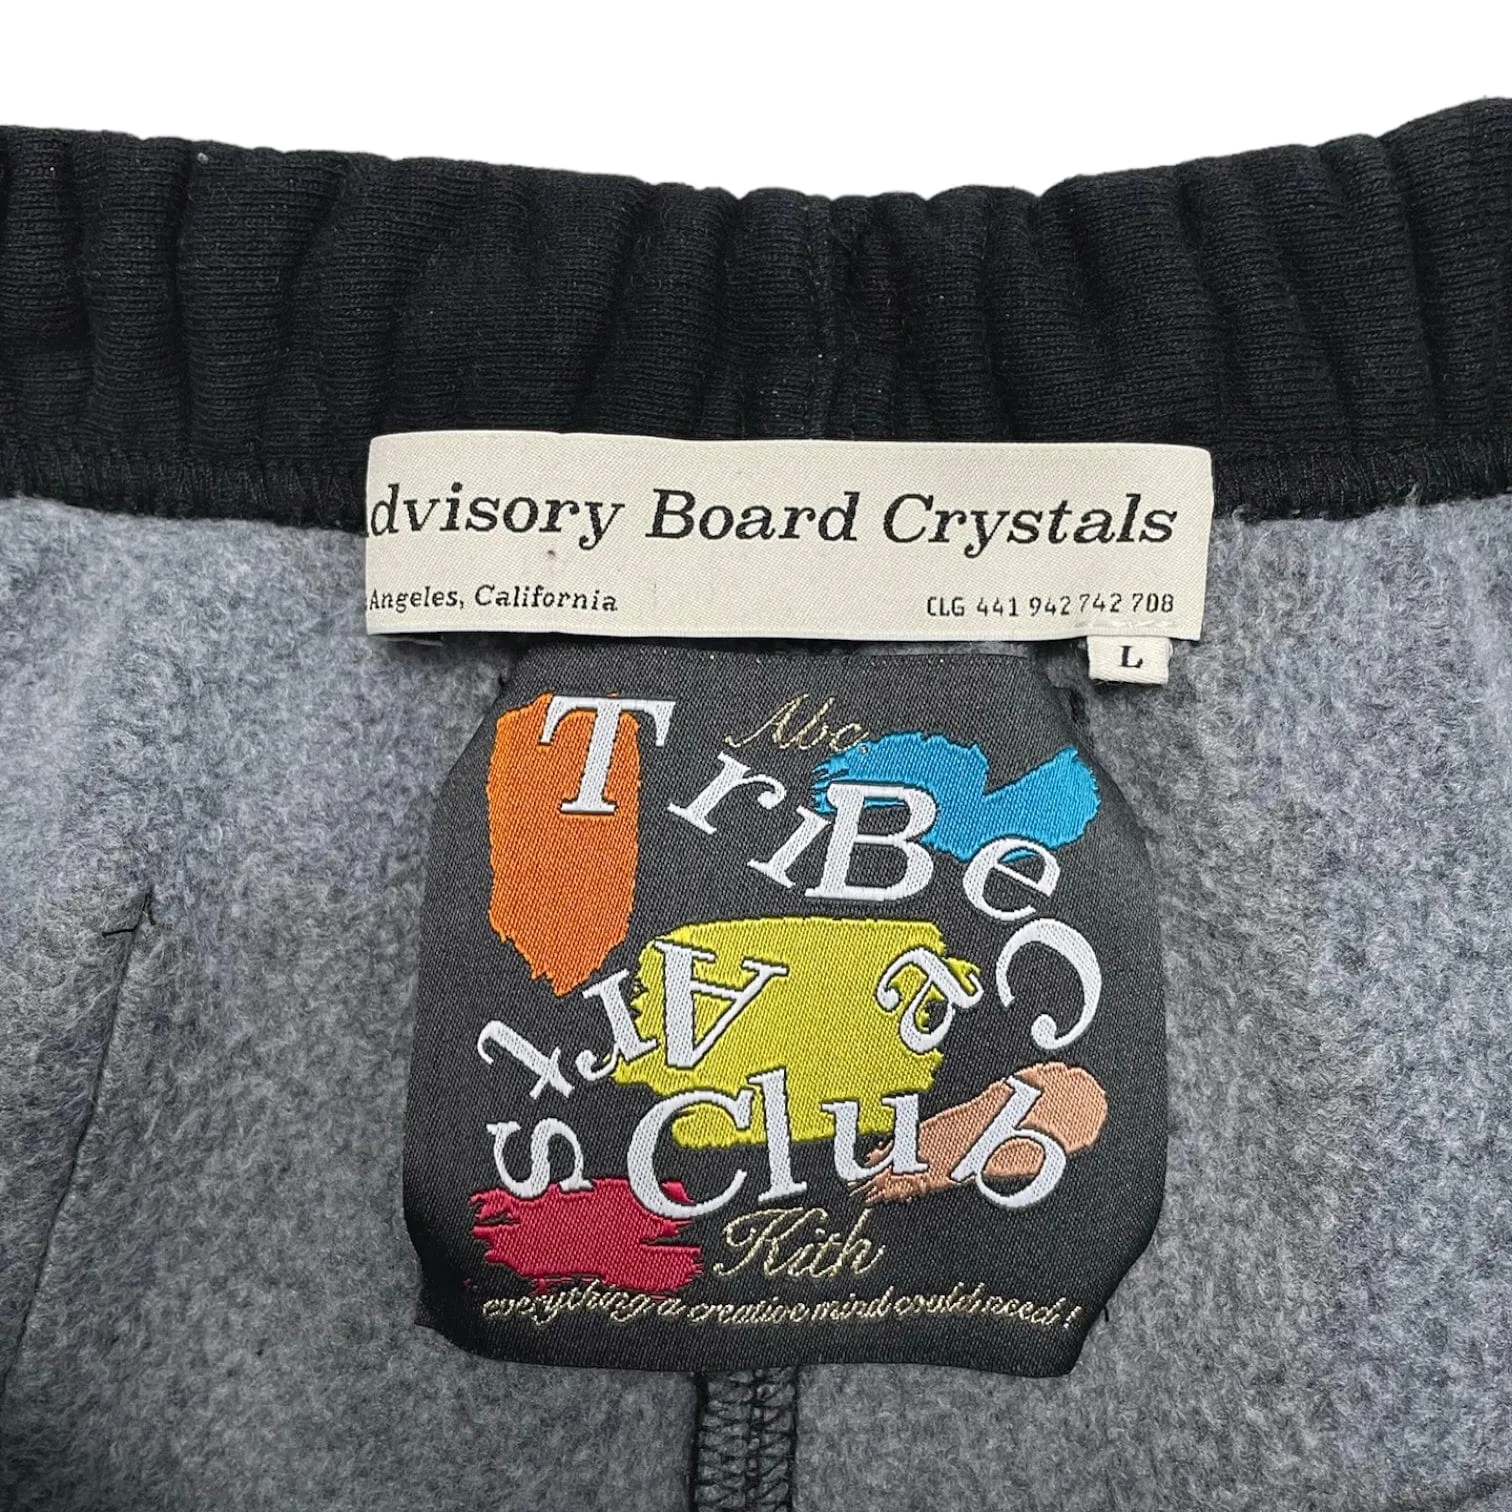 dvisory Board Crystals
Angeles, California
CLG 441 942 742 708
L
Abc.
TriBeCa
Arts
Club
Kith
everything a creative mind could need!